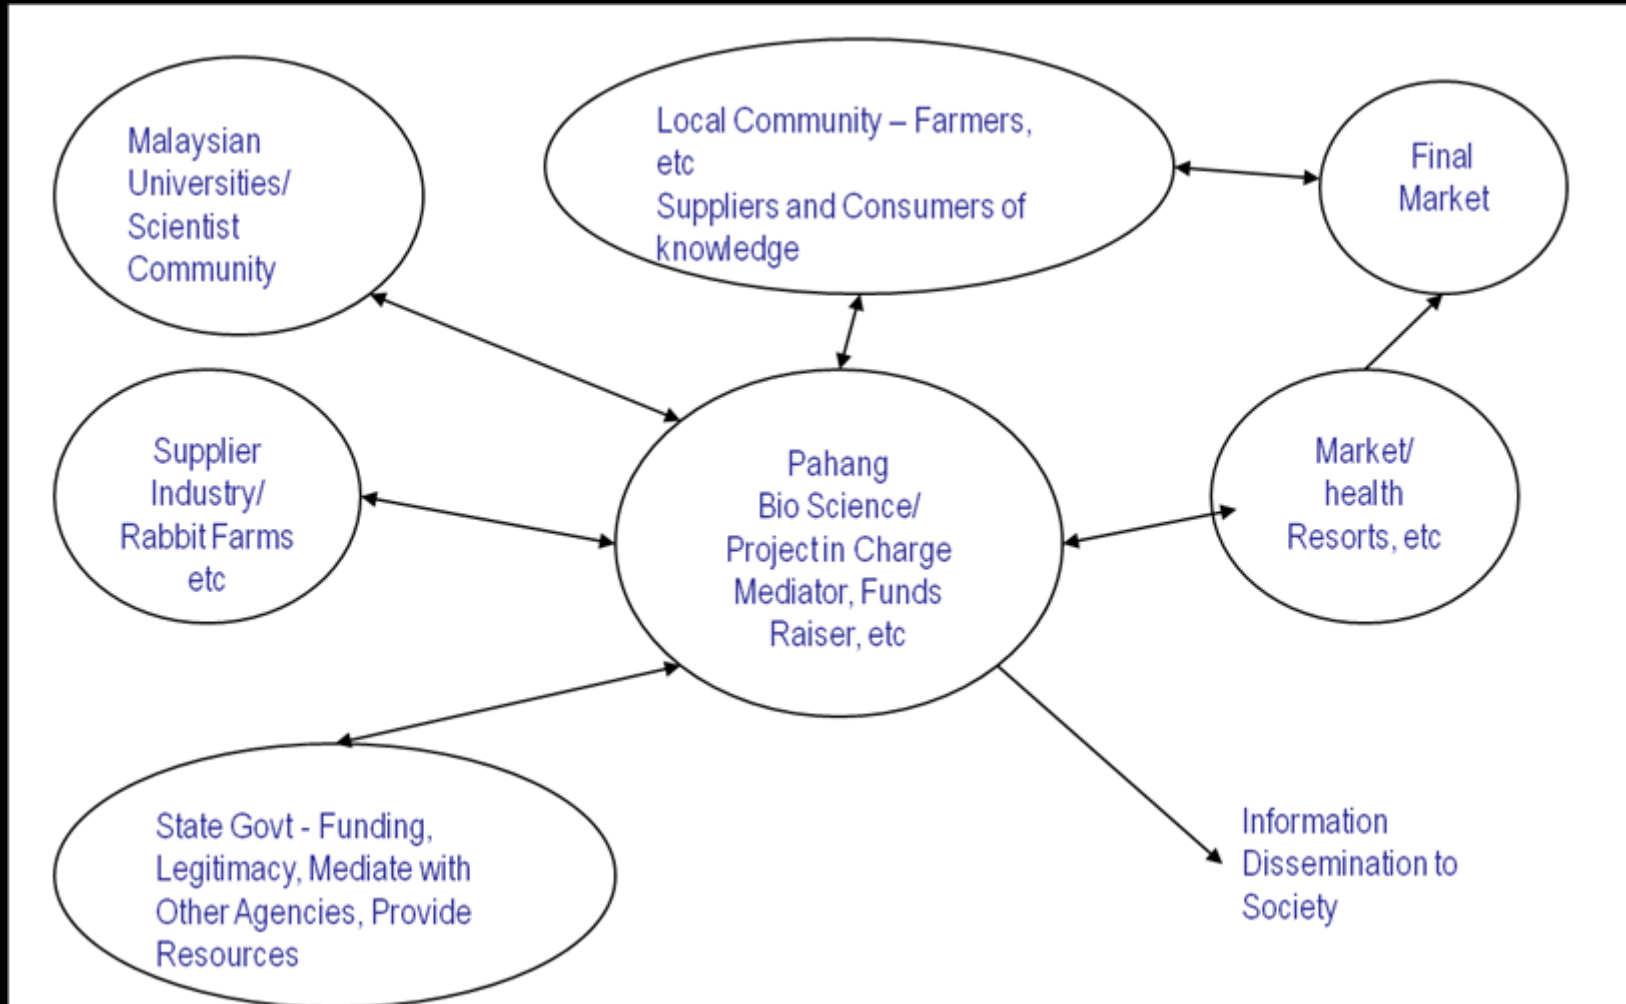 Malaysian
Universities/
Scientist
Community
Local Community – Farmers,
etc
Suppliers and Consumers of
knowledge
Final
Market
Supplier
Industry/
Rabbit Farms
etc
Pahang
Bio Science/
Project in Charge
Mediator, Funds
Raiser, etc
Market/
health
Resorts, etc
State Govt - Funding,
Legitimacy, Mediate with
Other Agencies, Provide
Resources
Information
Dissemination to
Society